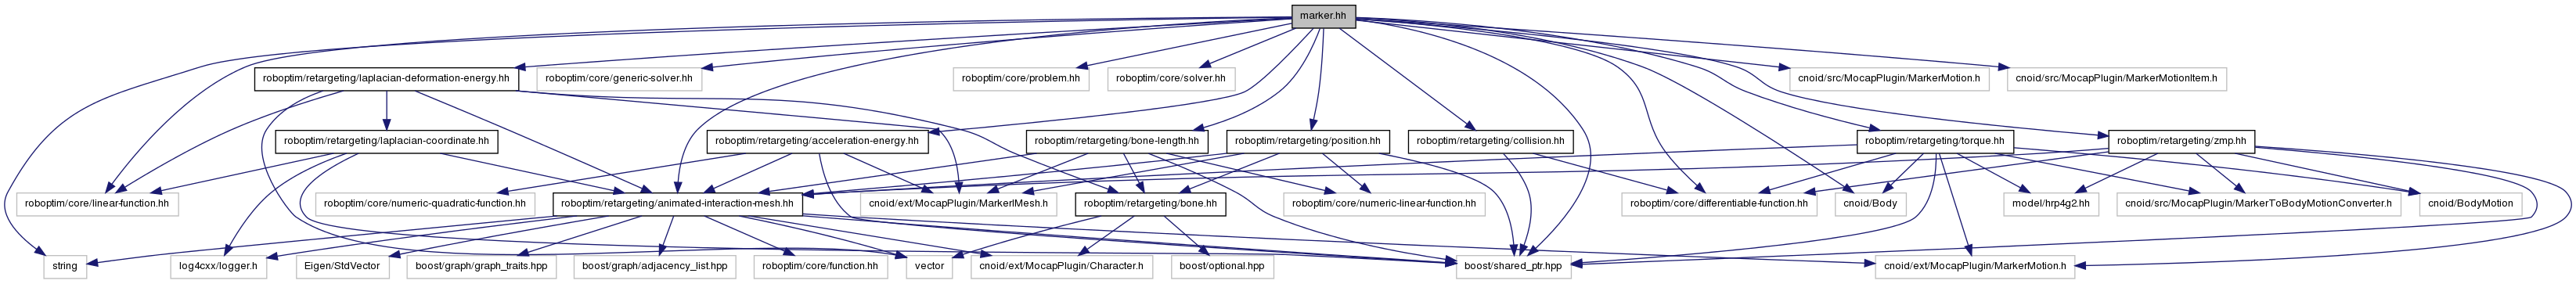 marker.hh
roboptim/retargeting/laplacian-deformation-energy.hh
roboptim/core/generic-solver.hh
roboptim/core/problem.hh
roboptim/core/solver.hh
cnoid/src/MocapPlugin/MarkerMotion.h
cnoid/src/MocapPlugin/MarkerMotionItem.h
roboptim/retargeting/laplacian-coordinate.hh
roboptim/retargeting/acceleration-energy.hh
roboptim/retargeting/bone-length.hh
roboptim/retargeting/position.hh
roboptim/retargeting/collision.hh
roboptim/retargeting/torque.hh
roboptim/retargeting/zmp.hh
roboptim/core/linear-function.hh
roboptim/core/numeric-quadratic-function.hh
roboptim/retargeting/animated-interaction-mesh.hh
cnoid/ext/MocapPlugin/MarkerIMesh.h
roboptim/retargeting/bone.hh
roboptim/core/numeric-linear-function.hh
roboptim/core/differentiable-function.hh
cnoid/Body
model/hrp4g2.hh
cnoid/src/MocapPlugin/MarkerToBodyMotionConverter.h
cnoid/BodyMotion
string
log4cxx/logger.h
Eigen/StdVector
boost/graph/graph_traits.hpp
boost/graph/adjacency_list.hpp
roboptim/core/function.hh
vector
cnoid/ext/MocapPlugin/Character.h
boost/optional.hpp
boost/shared_ptr.hpp
cnoid/ext/MocapPlugin/MarkerMotion.h